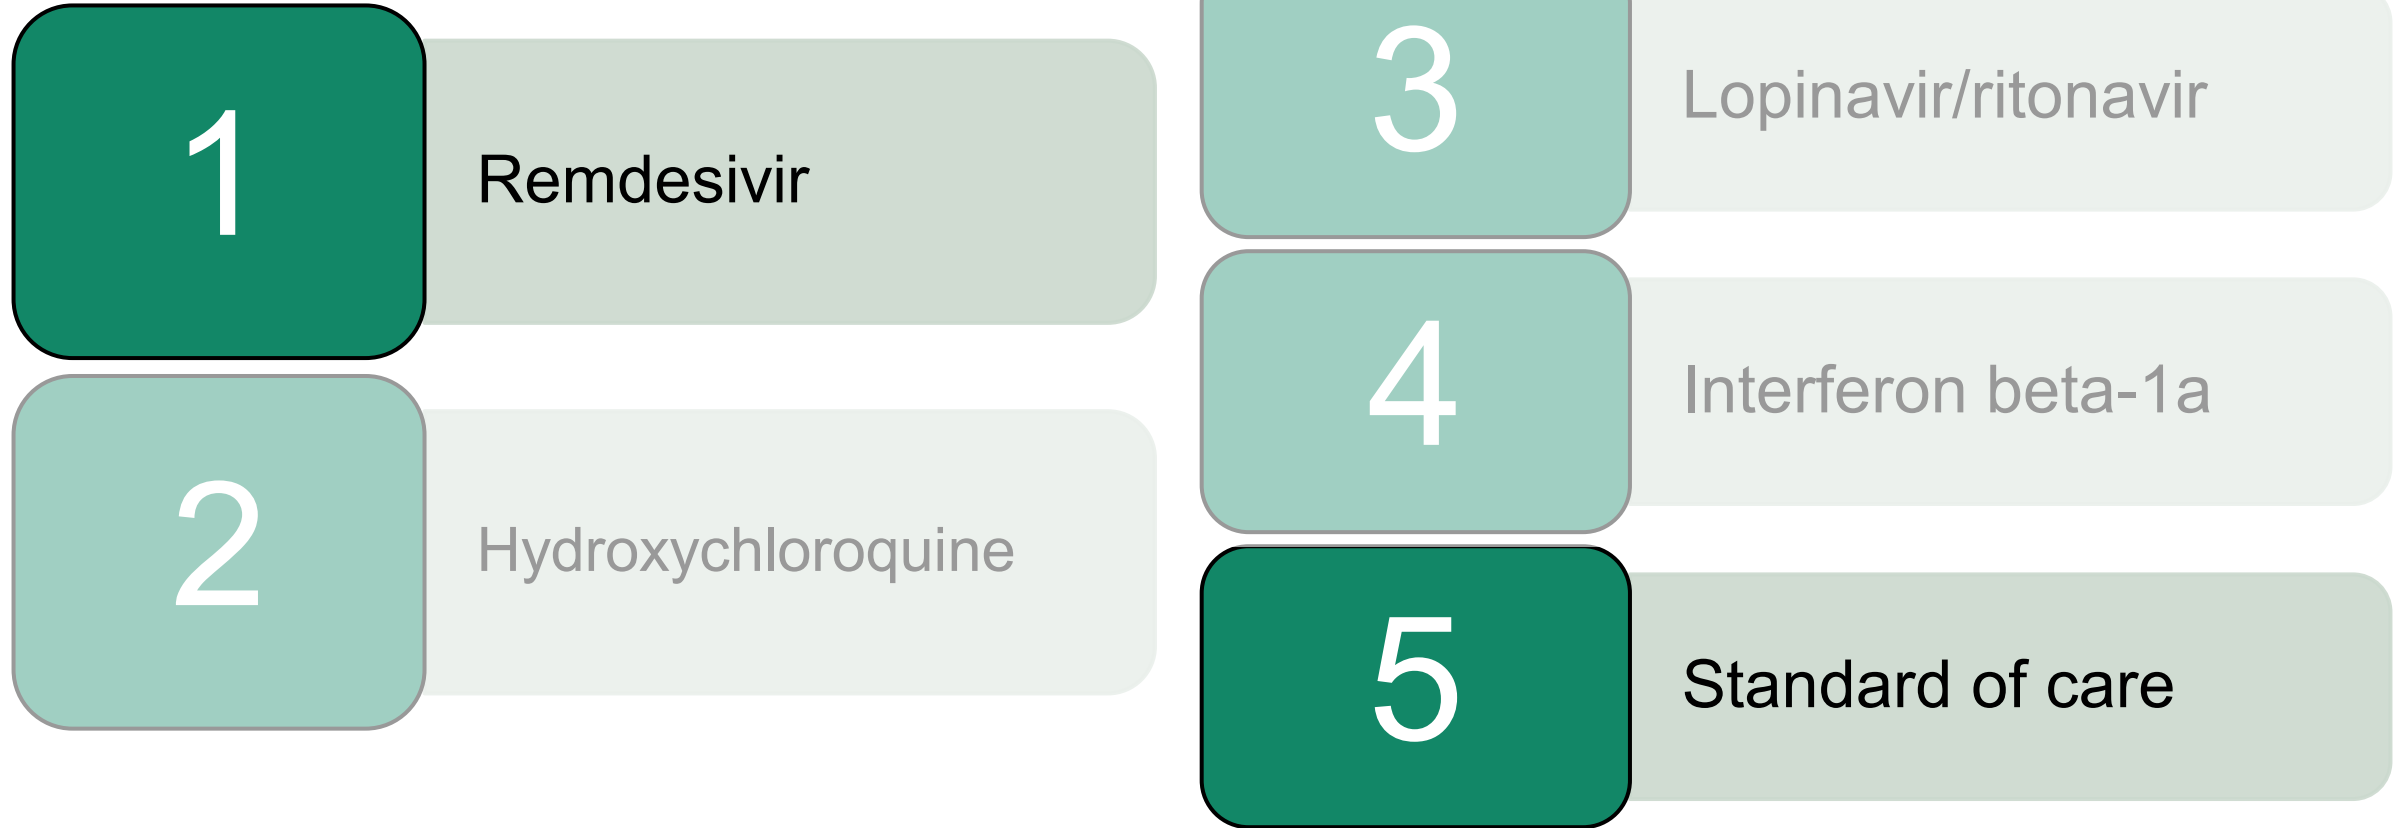 1
Remdesivir
2
Hydroxychloroquine
3
Lopinavir/ritonavir
4
Interferon beta-1a
5
Standard of care